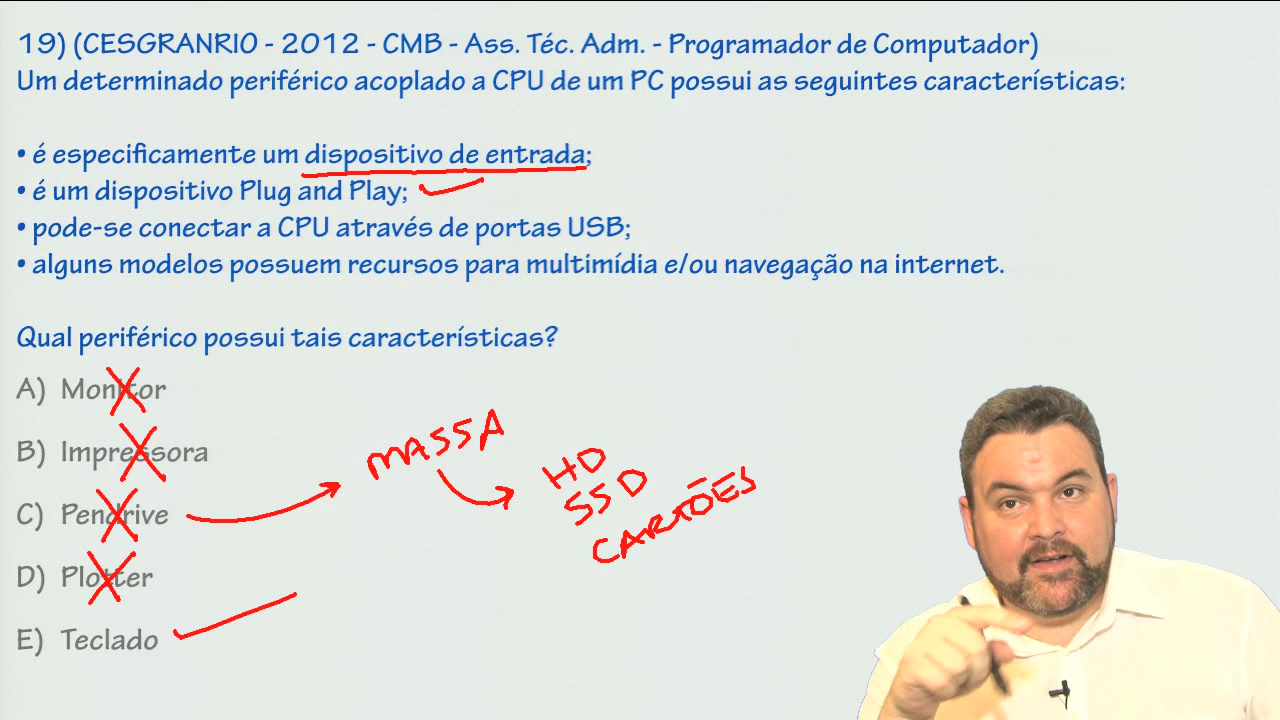 19) (CESGRANRIO - 2012 - CMB - Ass. Téc. Adm. - Programador de Computador)
Um determinado periférico acoplado a CPU de um PC possui as seguintes características:
• é especificamente um dispositivo de entrada;
• é um dispositivo Plug and Play;
• pode-se conectar a CPU através de portas USB;
• alguns modelos possuem recursos para multimídia e/ou navegação na internet.
Qual periférico possui tais características?
A) Monitor
B) Impressora
C) Pendrive
D) Plotter
E) Teclado
MASSA
HD
SSD
CARTÕES